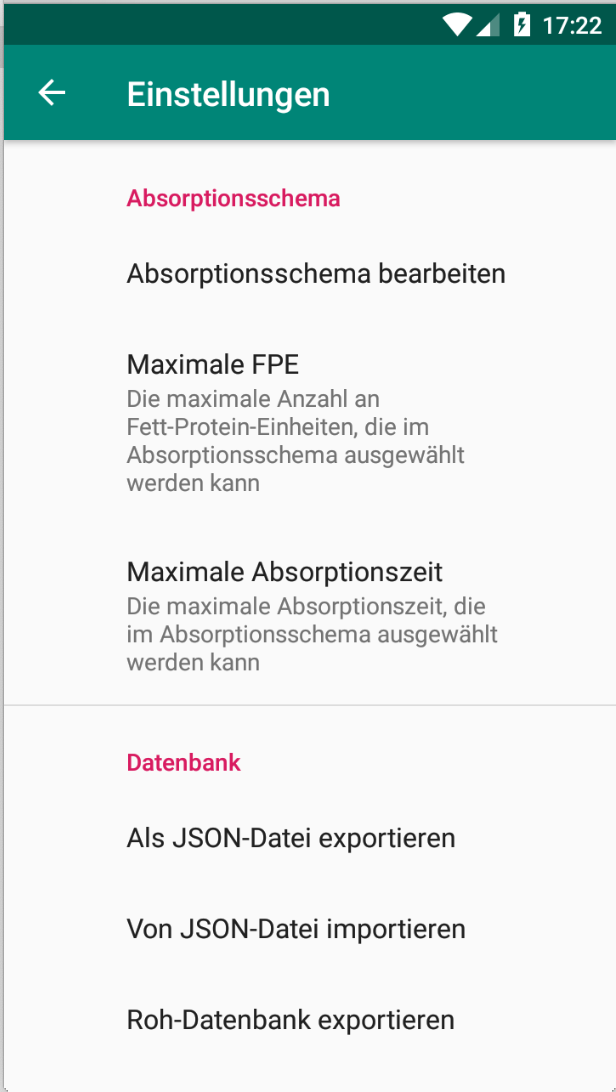 17:22
Einstellungen
Absorptionsschema
Absorptionsschema bearbeiten
Maximale FPE
Die maximale Anzahl an
Fett-Protein-Einheiten, die im
Absorptionsschema ausgewählt
werden kann
Maximale Absorptionszeit
Die maximale Absorptionszeit, die
im Absorptionsschema ausgewählt
werden kann
Datenbank
Als JSON-Datei exportieren
Von JSON-Datei importieren
Roh-Datenbank exportieren